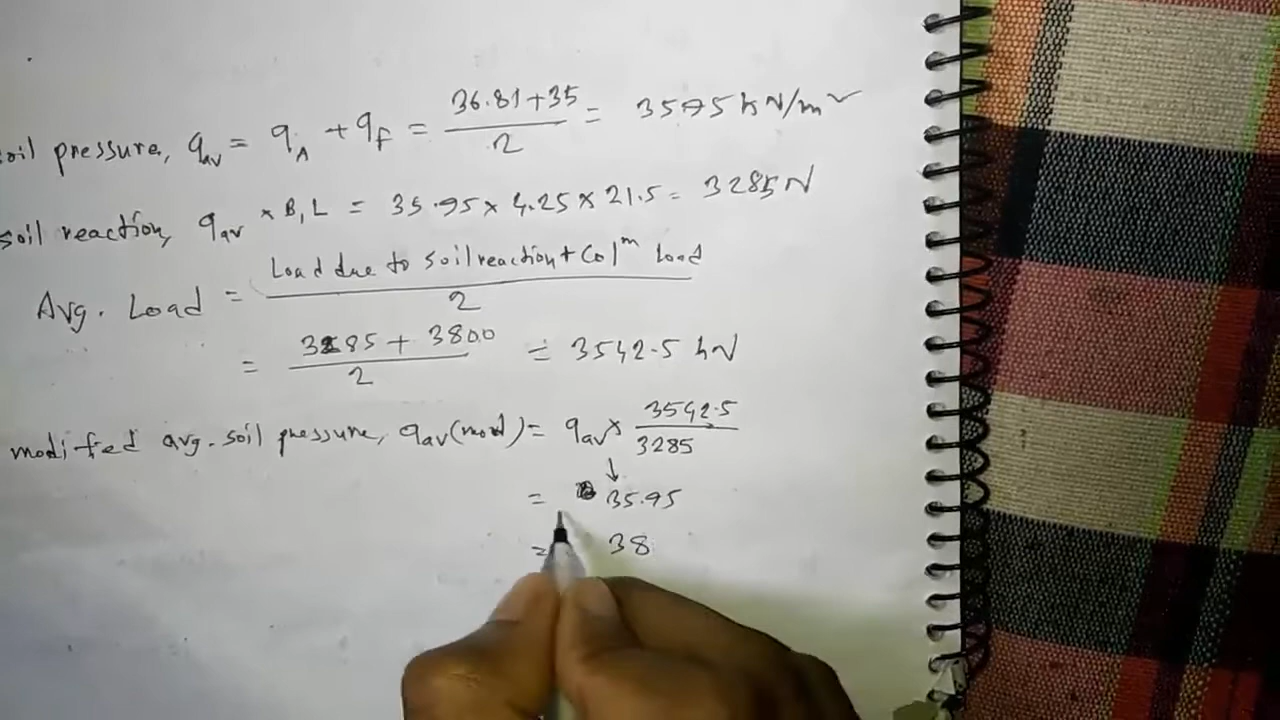 oil pressure, qav = qA + qF = 36.81+35 / 2 = 3595 kN/m²
soil reaction, qav × B, L = 35.95 × 4.25 × 21.5 = 3285 N
Avg. Load = Load due to soil reaction + Colm load / 2
= 3285 + 3800 / 2 = 3542.5 kN
modified avg. soil pressure, qav(mod) = qav × 3542.5 / 3285
= 35.95
= 38